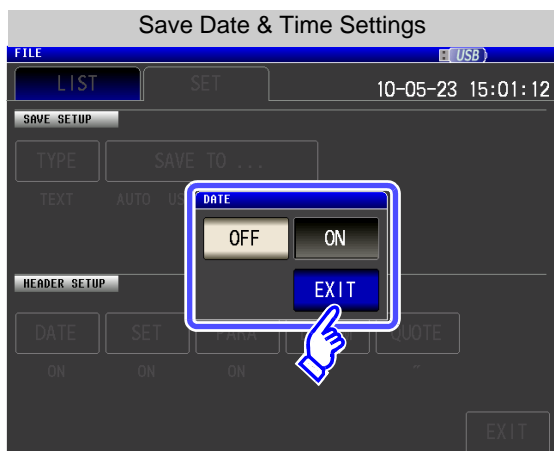 Save Date & Time Settings
FILE
USB
LIST SET 10-05-23 15:01:12
SAVE SETUP
TYPE SAVE TO ...
TEXT AUTO
DATE
OFF ON
EXIT
HEADER SETUP
DATE SET PARA QUOTE
ON ON ON "
EXIT